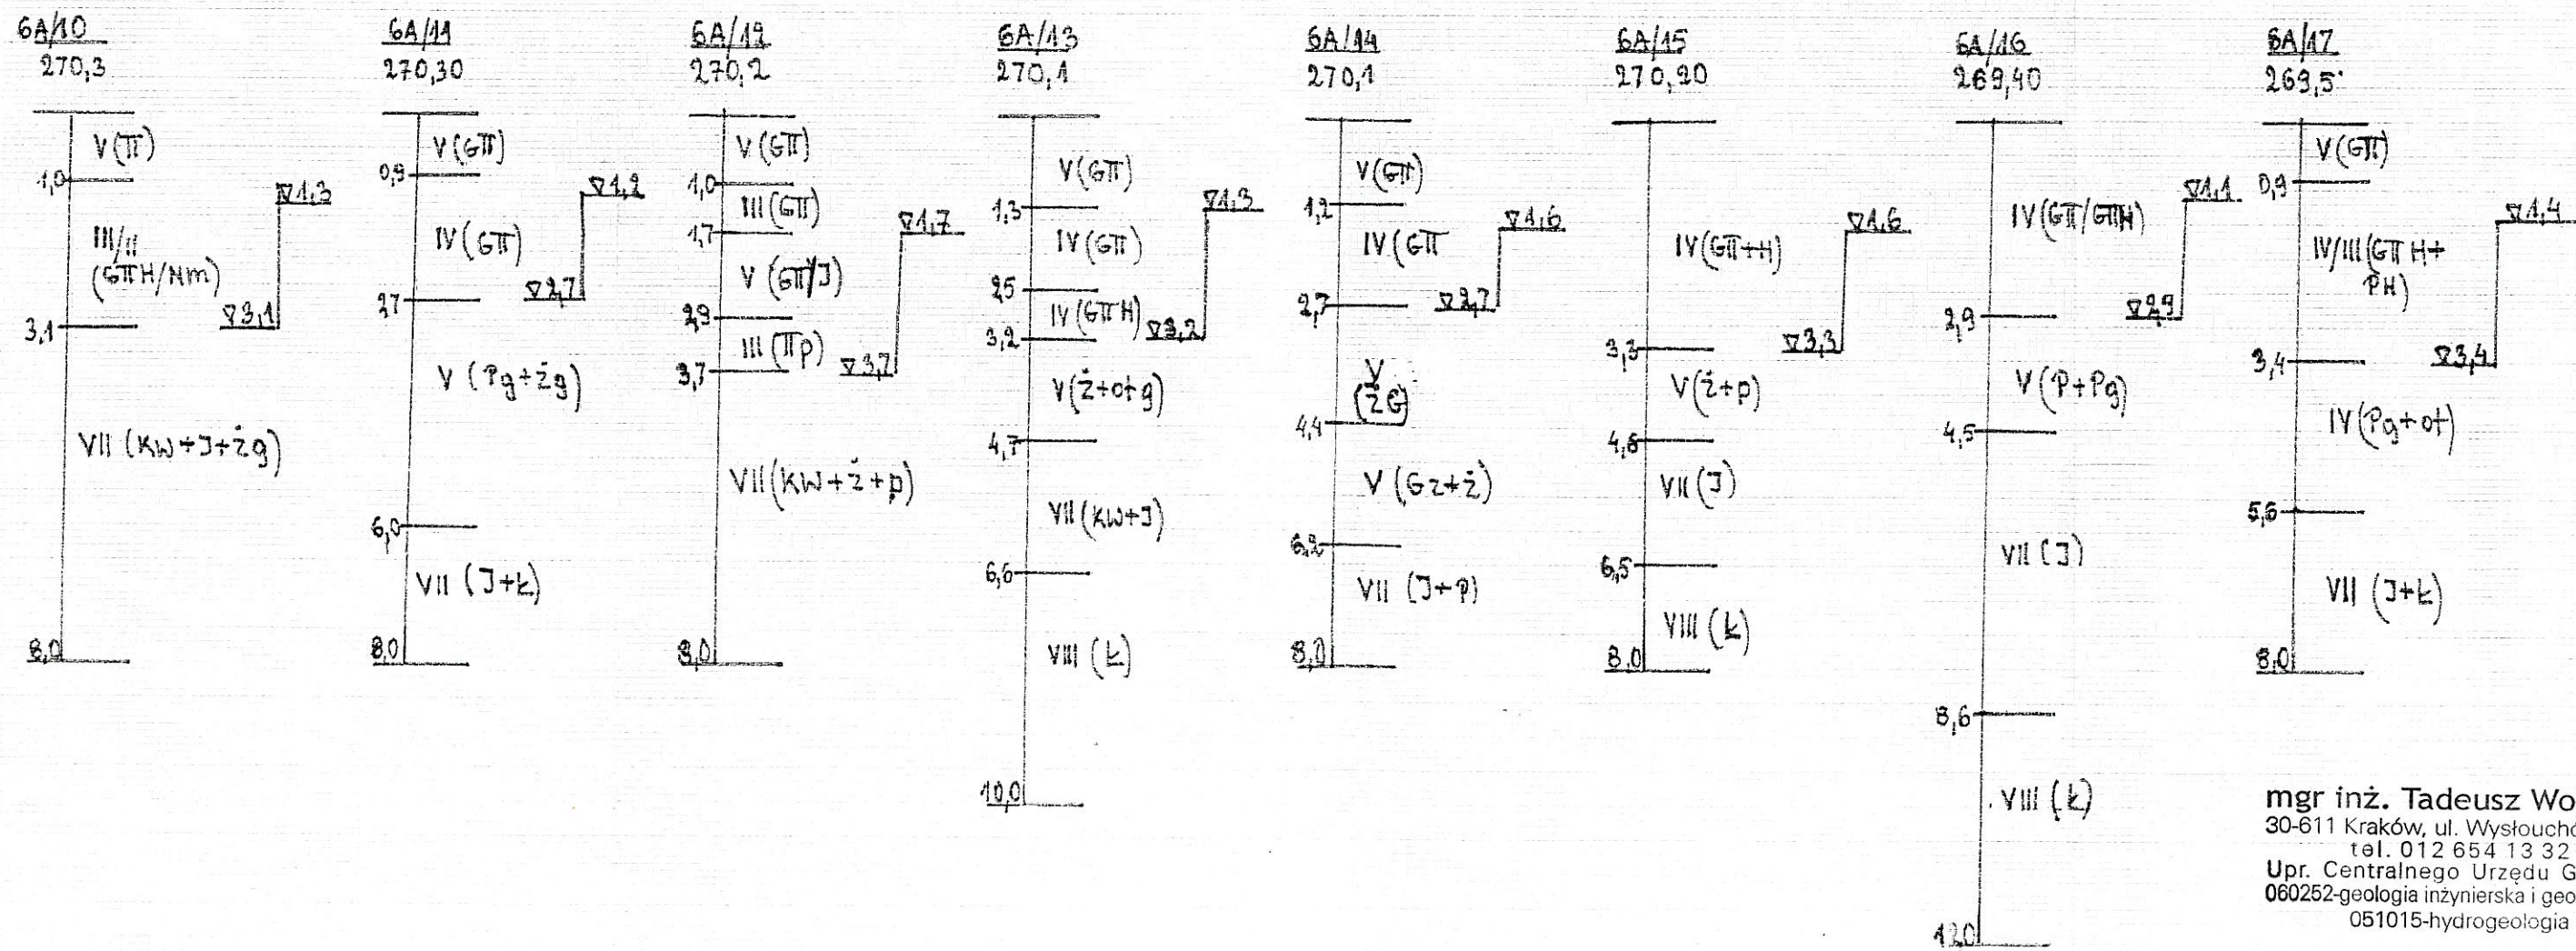 6A/10
270,3
V (Π)
1,0
∇1,3
III/II
(GΠH/Nm)
∇3,1
3,1
VII (KW+J+żg)
8,0
6A/11
270,30
V (GΠ)
0,9
∇1,2
IV (GΠ)
2,7
∇2,7
V (Pg+żg)
6,0
VII (J+Ł)
8,0
6A/12
270,2
V (GΠ)
1,0
III (GΠ)
1,7
∇1,7
V (GΠ/J)
2,9
III (Πp)
3,7
∇3,7
VII (KW+ż+p)
8,0
6A/13
270,1
V (GΠ)
1,3
∇1,3
IV (GΠ)
2,5
IV (GΠH)
3,2
∇3,2
V (ż+ot+g)
4,7
VII (KW+J)
6,6
VIII (Ł)
10,0
6A/14
270,1
V (GΠ)
1,2
∇1,6
IV (GΠ
2,7
∇2,7
V
(żG)
4,4
V (Gz+ż)
6,2
VII (J+P)
8,0
6A/15
270,20
IV (GΠ+H)
∇1,6
3,3
∇3,3
V (ż+p)
4,6
VII (J)
6,5
VIII (Ł)
8,0
6A/16
269,40
IV (GΠ/GΠH)
∇1,1
2,9
∇2,9
V (P+Pg)
4,5
VII (J)
8,6
VIII (Ł)
12,0
6A/17
269,5
V (GΠ)
0,9
∇1,4
IV/III (GΠH+
PH)
3,4
∇3,4
IV (Pg+ot)
5,6
VII (J+Ł)
8,0
mgr inż. Tadeusz Wo
30-611 Kraków, ul. Wysłouchó
tel. 012 654 13 32
Upr. Centralnego Urzędu G
060252-geologia inżynierska i geo
051015-hydrogeologia